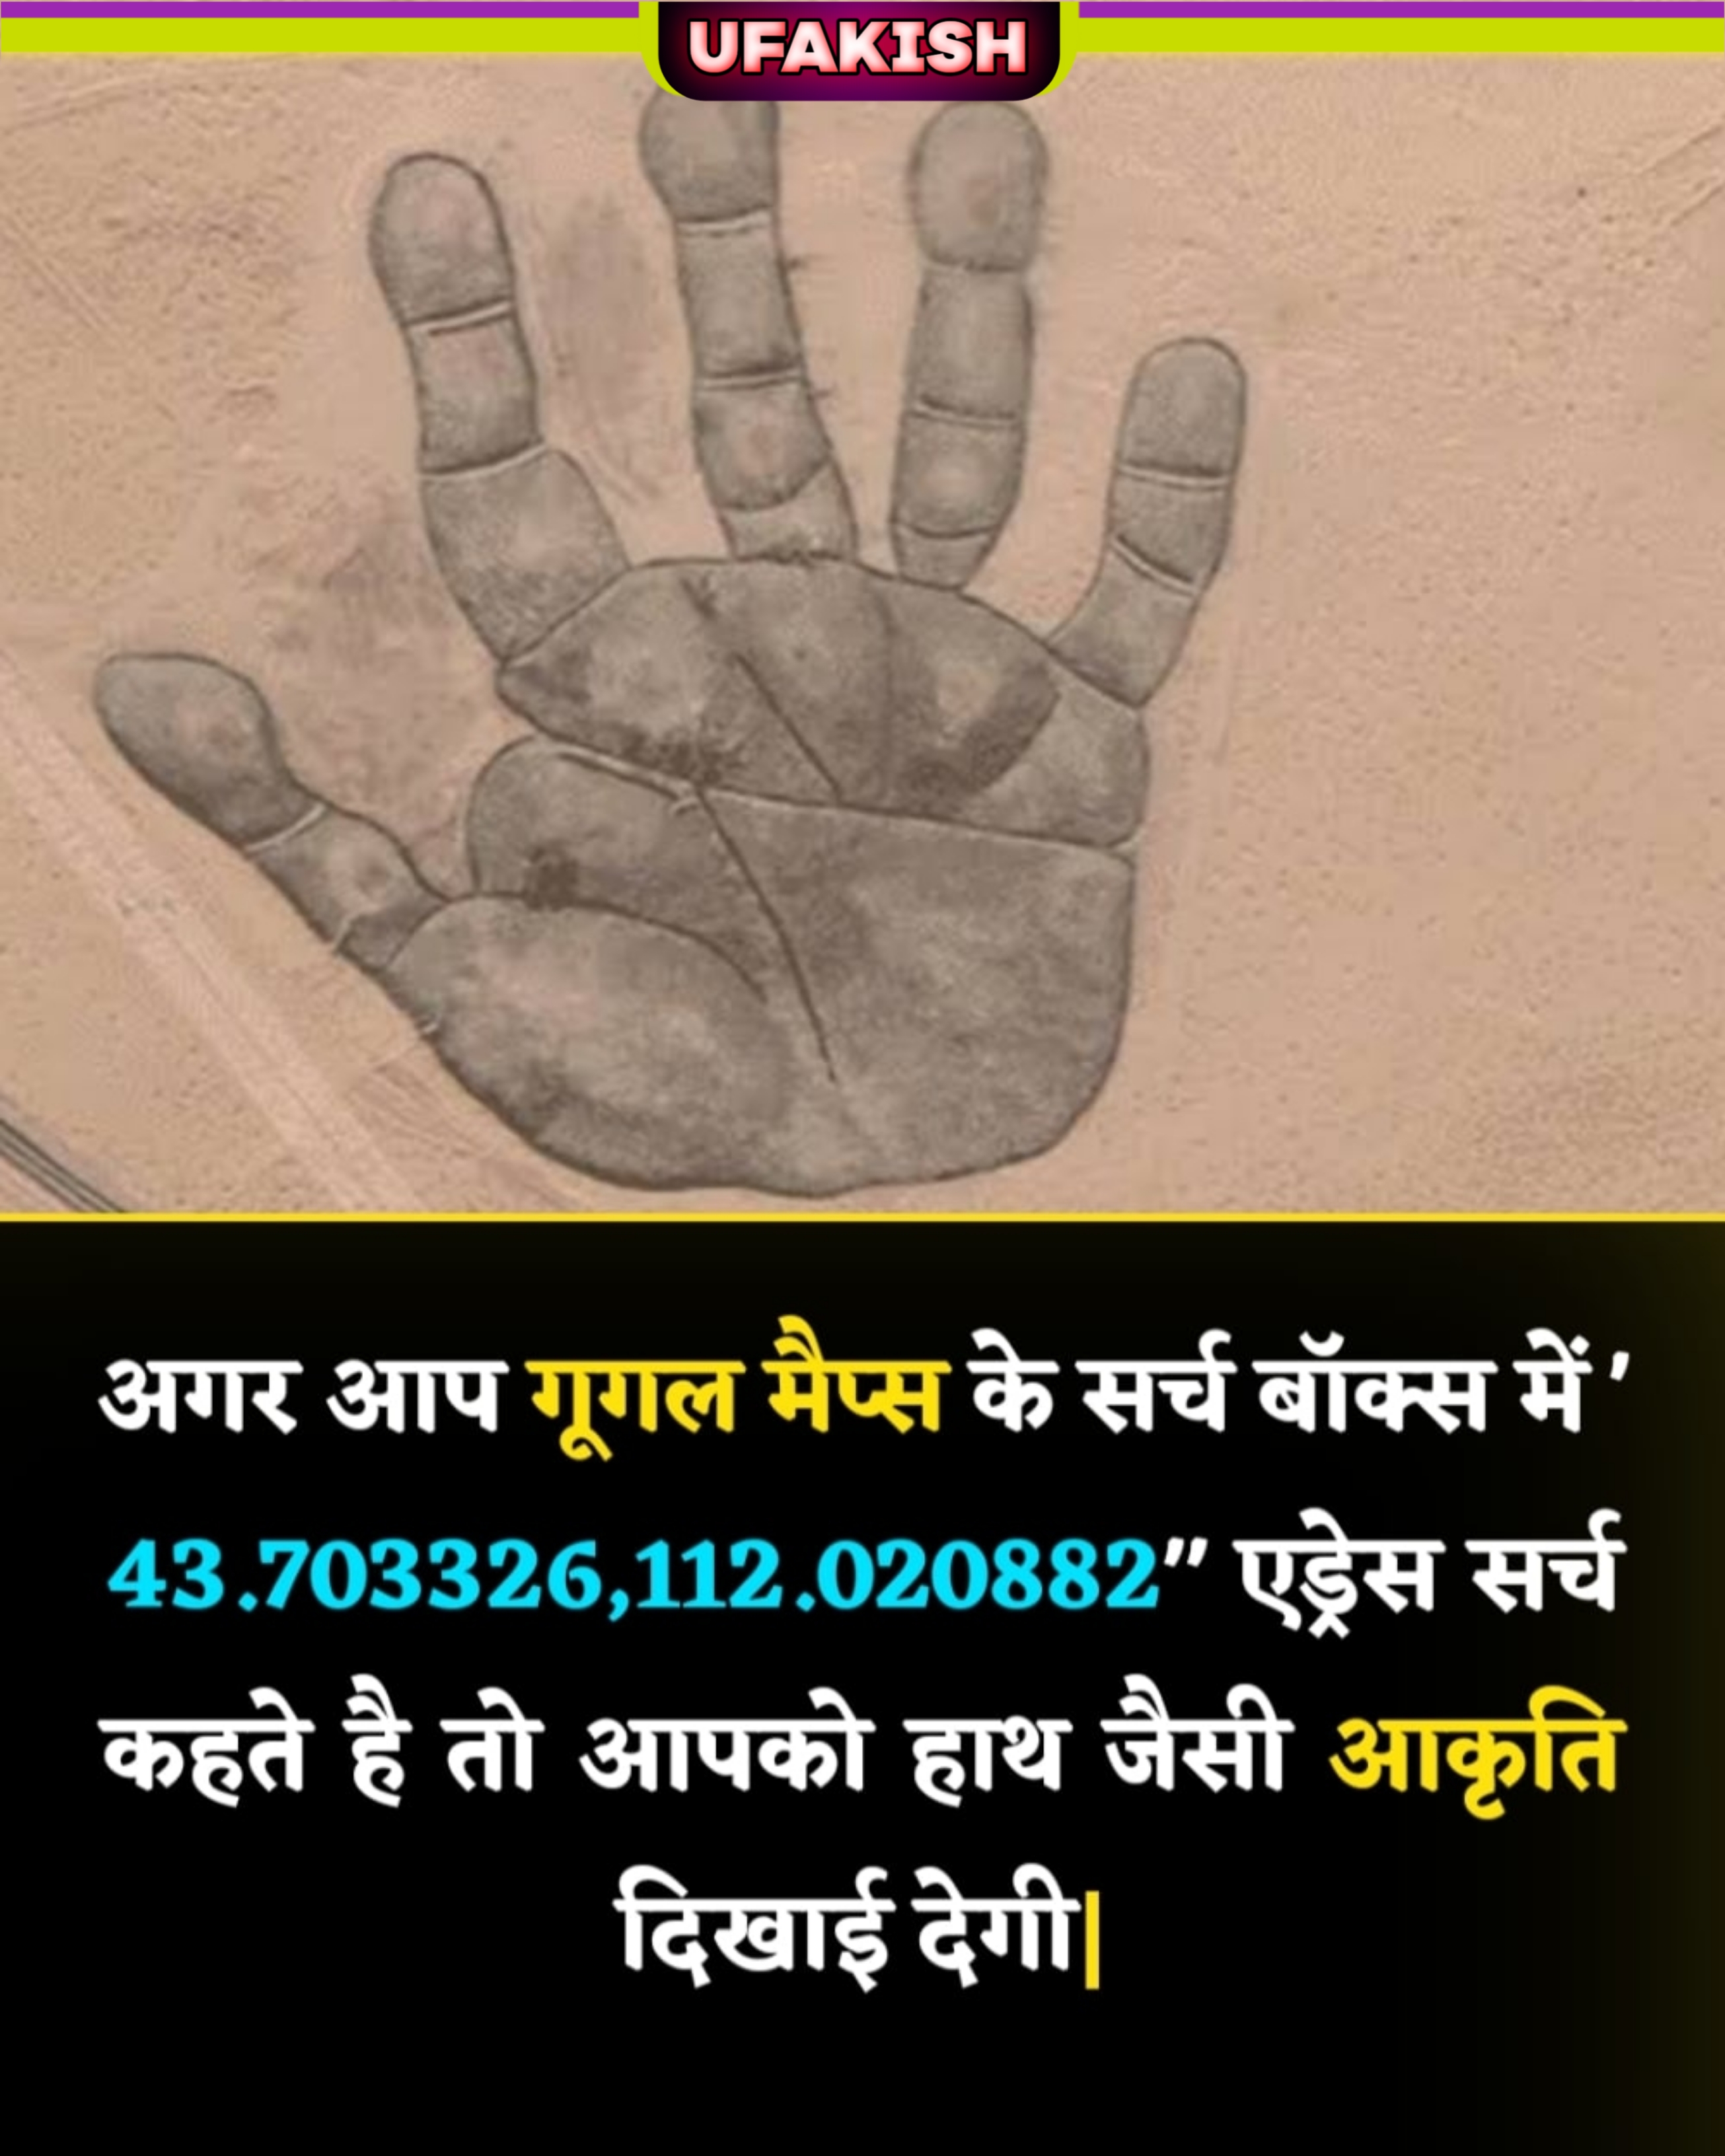 UFAKISH
अगर आप गूगल मैप्स के सर्च बॉक्स में '
43.703326,112.020882" एड्रेस सर्च
कहते है तो आपको हाथ जैसी आकृति
दिखाई देगी|